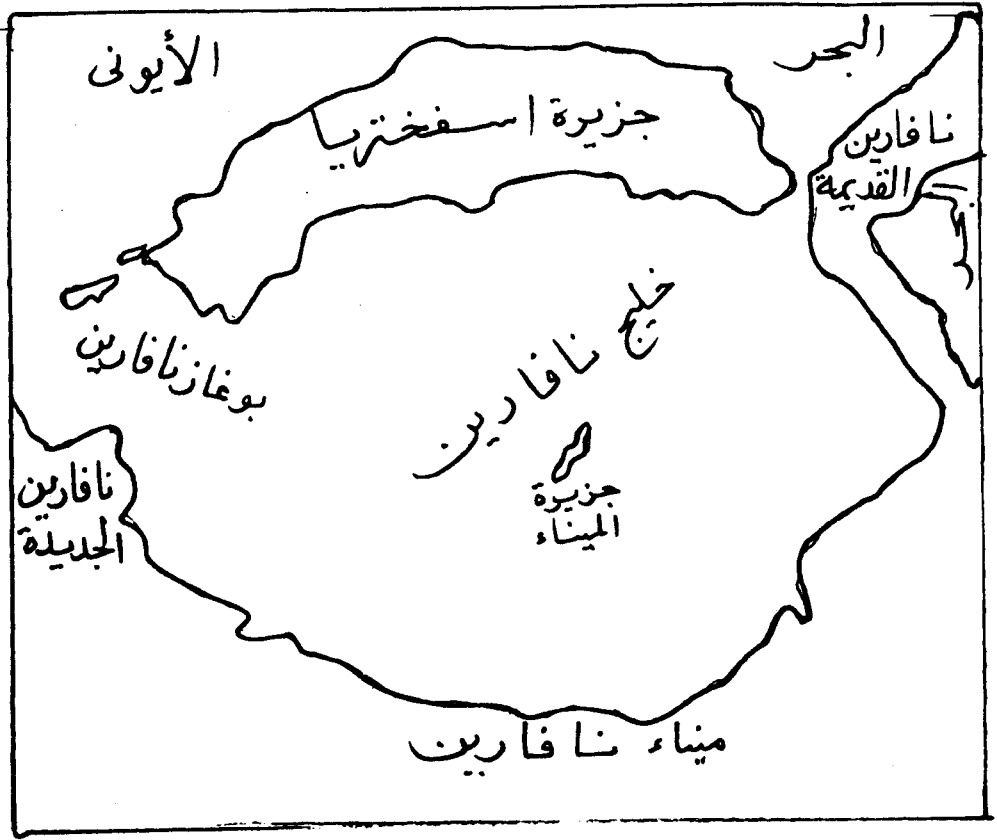 البحر
الأيونى
جزيرة اسفختريا
نافارين
القديمة
خليج نافارين
بوغاز نافارين
جزيرة
الميناء
نافارين
الجديدة
ميناء نافارين